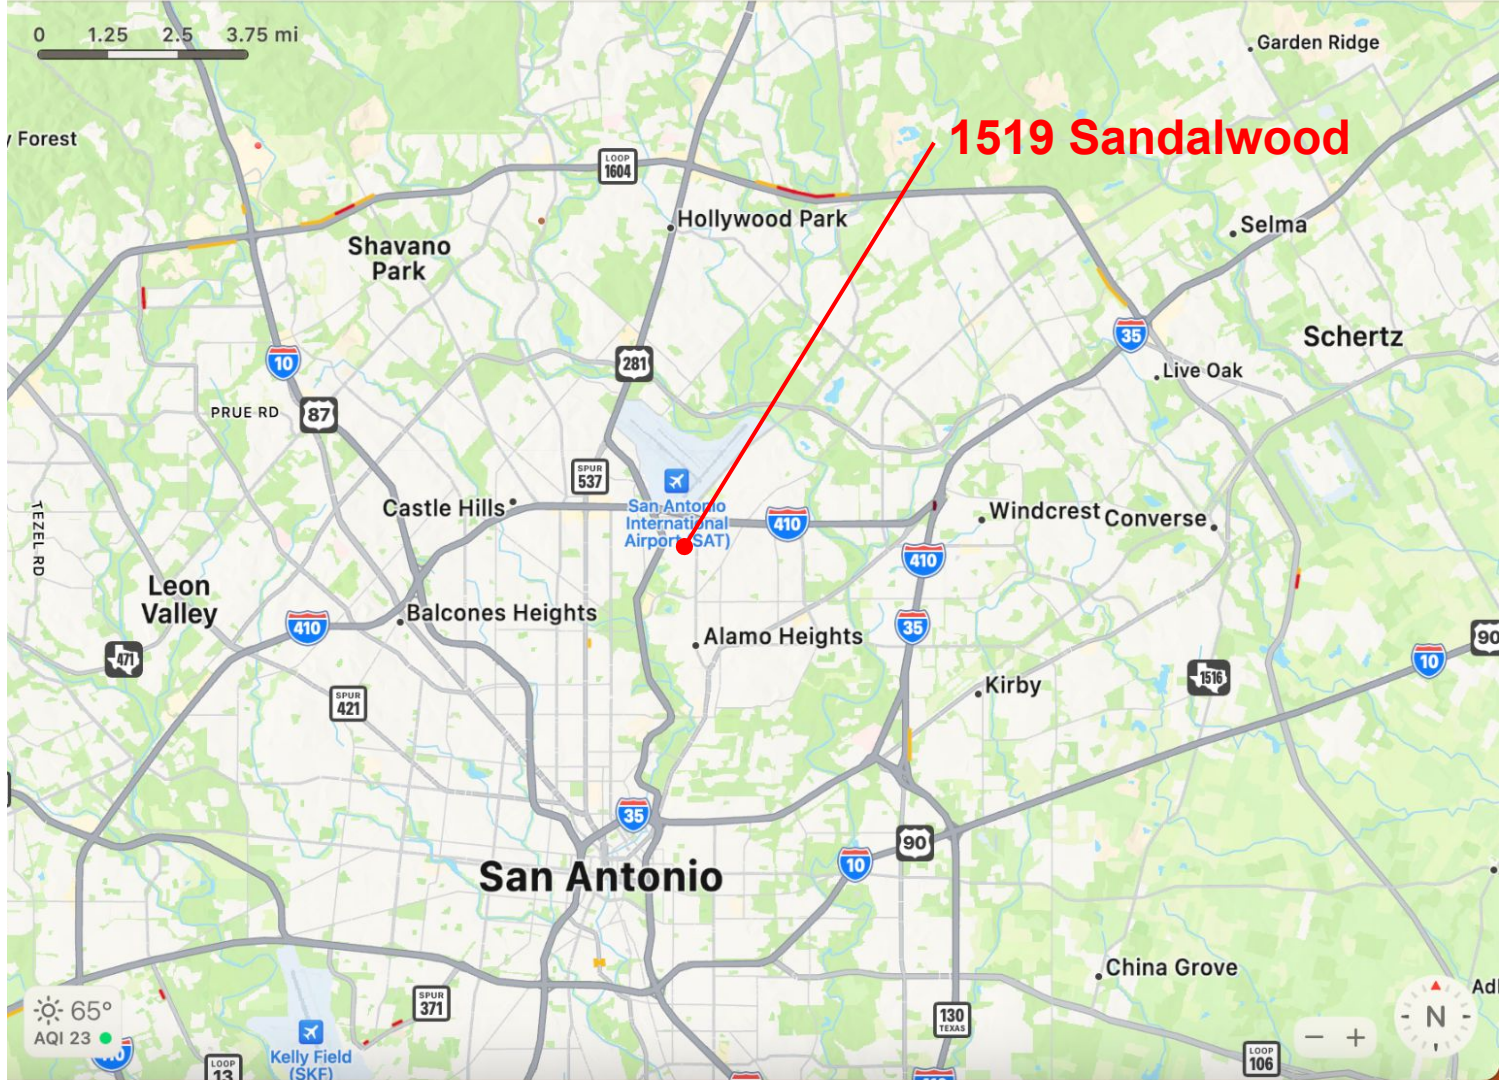 0 1.25 2.5 3.75 mi
Garden Ridge
Forest
1519 Sandalwood
LOOP
1604
Hollywood Park
Selma
Shavano
Park
35
Schertz
10
281
Live Oak
PRUE RD
87
SPUR
537
Castle Hills
San Antonio
International
Airport (SAT)
410
Windcrest
Converse
TEZEL RD
410
Leon
Valley
Balcones Heights
410
35
Alamo Heights
90
10
471
1516
Kirby
SPUR
421
35
90
10
San Antonio
China Grove
65°
AQI 23
SPUR
371
130
TEXAS
N
Kelly Field
(SKF)
LOOP
13
LOOP
106